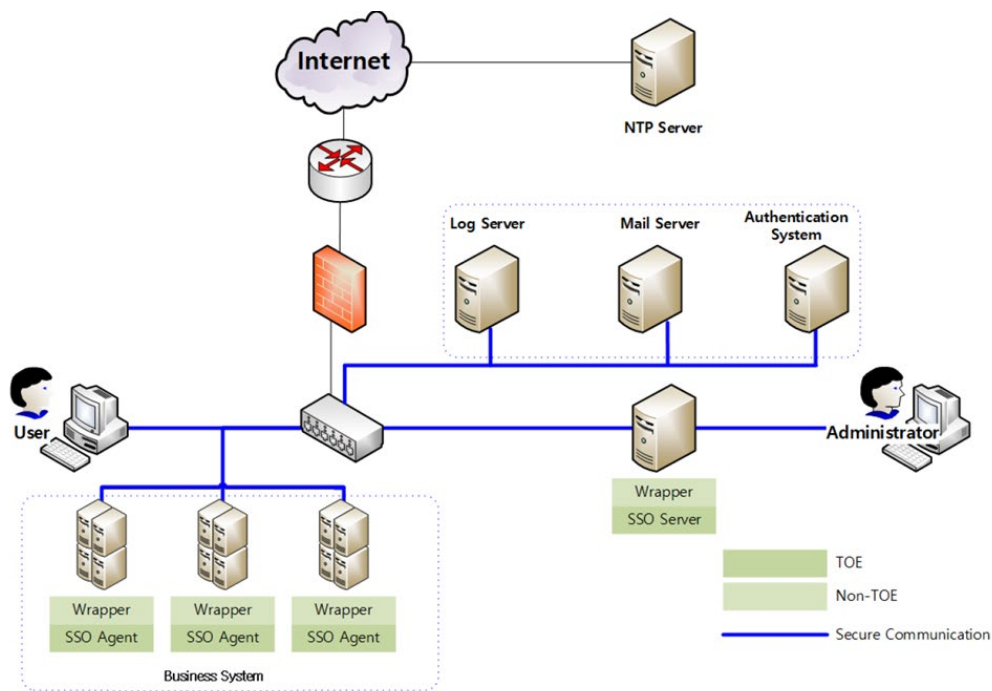 Internet
NTP Server
Log Server
Mail Server
Authentication
System
User
Administrator
Wrapper
SSO Server
Wrapper
SSO Agent
Wrapper
SSO Agent
Wrapper
SSO Agent
Business System
TOE
Non-TOE
Secure Communication